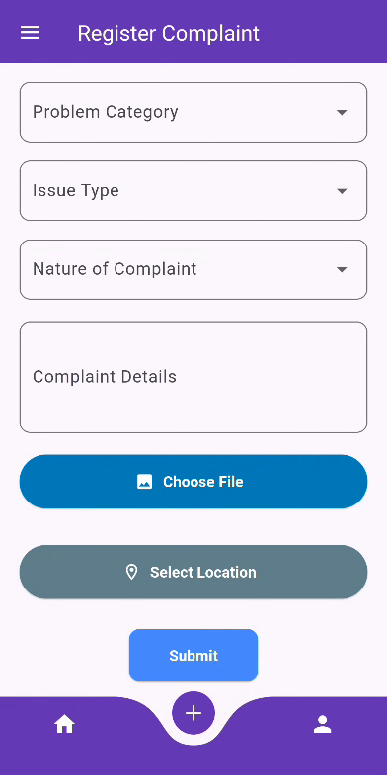 Register Complaint
Problem Category
Issue Type
Nature of Complaint
Complaint Details
Choose File
Select Location
Submit